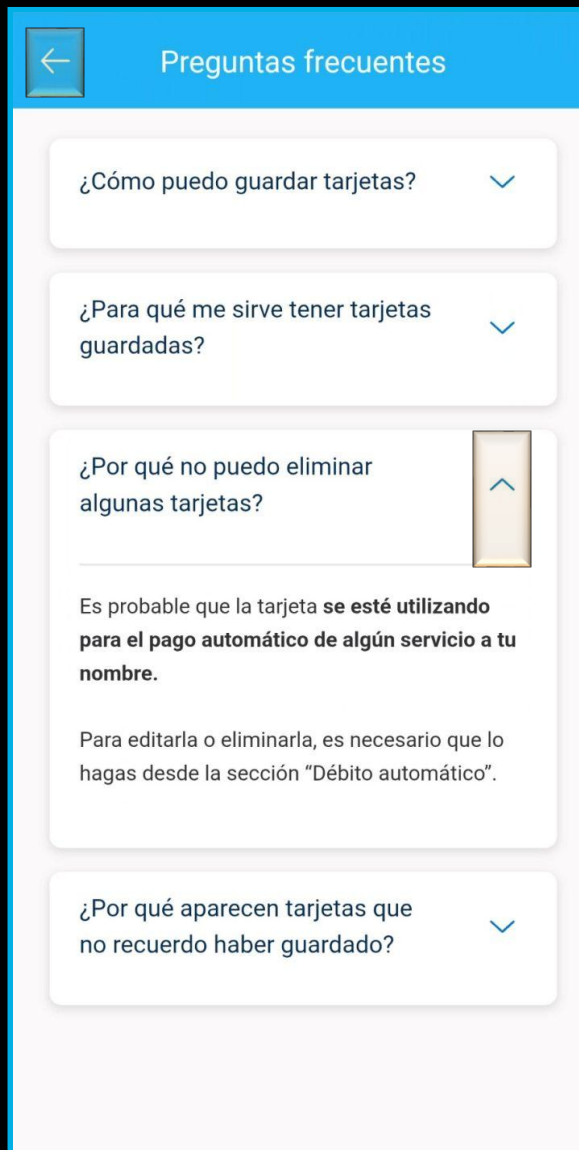 Preguntas frecuentes
¿Cómo puedo guardar tarjetas?
¿Para qué me sirve tener tarjetas
guardadas?
¿Por qué no puedo eliminar
algunas tarjetas?
Es probable que la tarjeta se esté utilizando
para el pago automático de algún servicio a tu
nombre.
Para editarla o eliminarla, es necesario que lo
hagas desde la sección “Débito automático”.
¿Por qué aparecen tarjetas que
no recuerdo haber guardado?